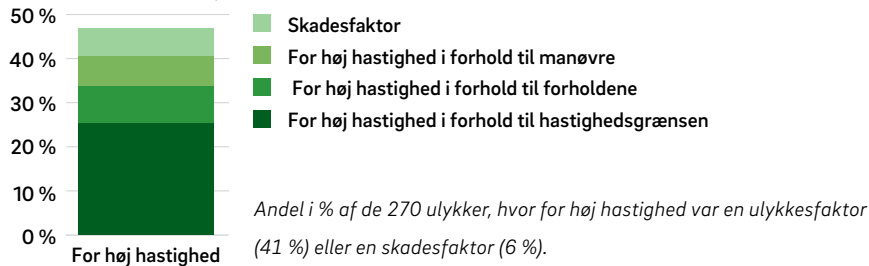 50 %
40 %
30 %
20 %
10 %
0 %
For høj hastighed
Skadesfaktor
For høj hastighed i forhold til manøvre
For høj hastighed i forhold til forholdene
For høj hastighed i forhold til hastighedsgrænsen
Andel i % af de 270 ulykker, hvor for høj hastighed var en ulykkesfaktor
(41 %) eller en skadesfaktor (6 %).